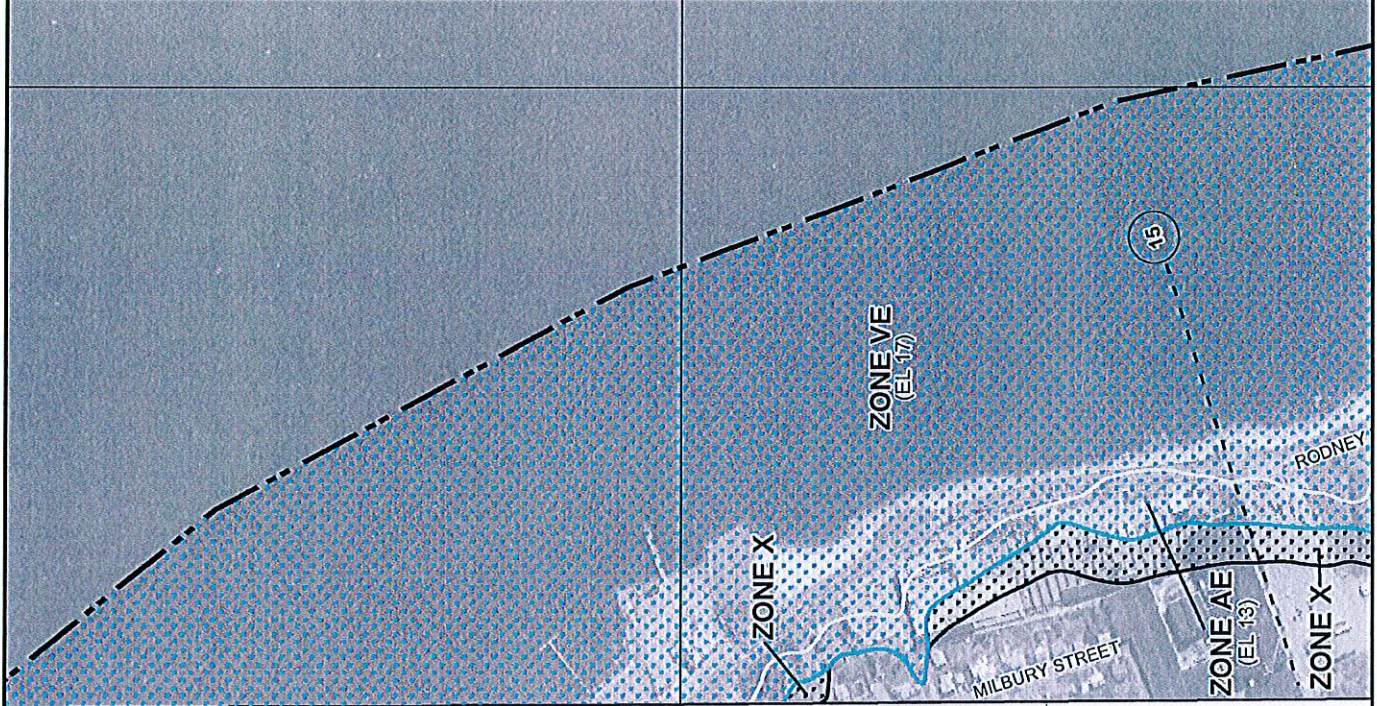 15
ZONE VE
(EL 17)
RODNEY
ZONE X
MILBURY STREET
ZONE AE
(EL 13)
ZONE X